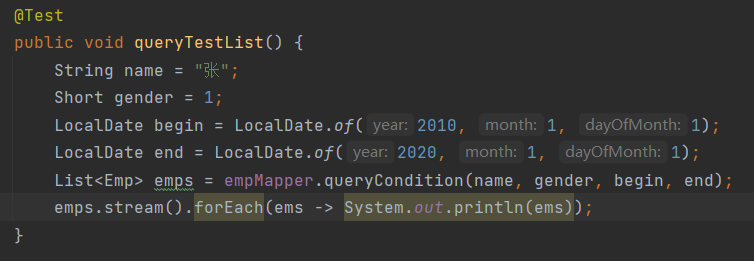 @Test
public void queryTestList() {
    String name = "张";
    Short gender = 1;
    LocalDate begin = LocalDate.of( year: 2010, month: 1, dayOfMonth: 1);
    LocalDate end = LocalDate.of( year: 2020, month: 1, dayOfMonth: 1);
    List<Emp> emps = empMapper.queryCondition(name, gender, begin, end);
    emps.stream().forEach(ems -> System.out.println(ems));
}